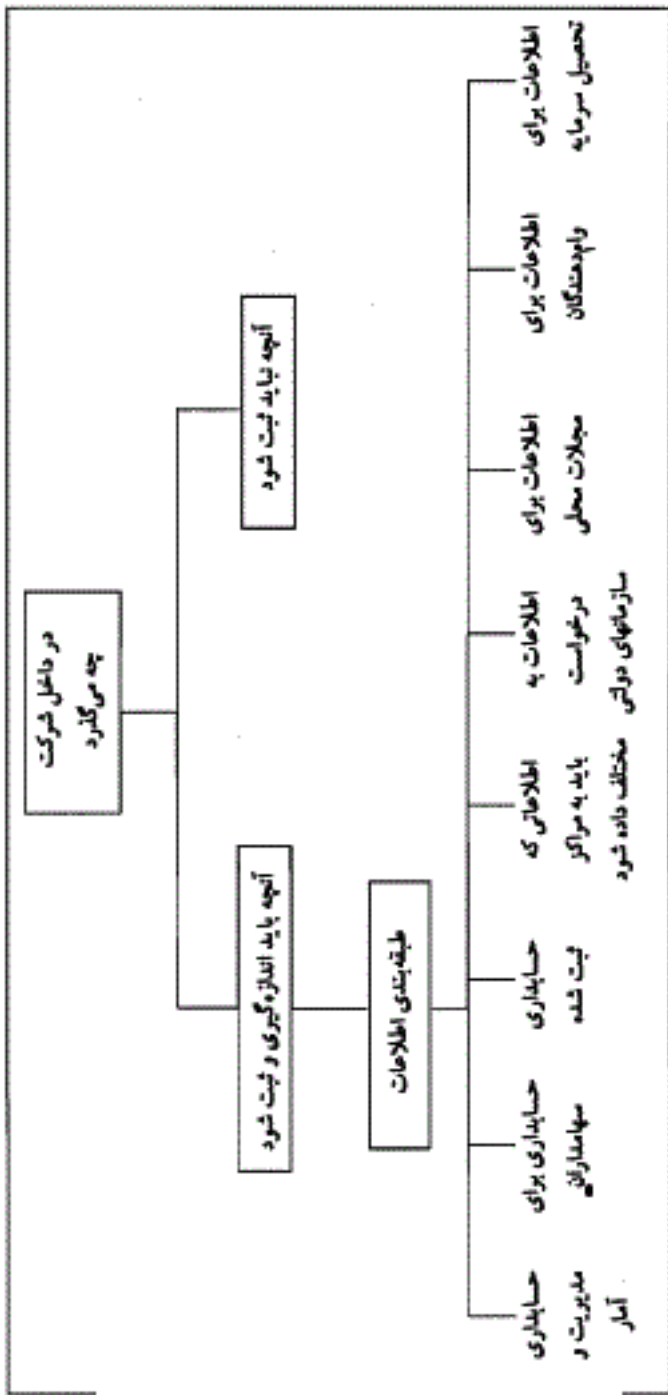 در داخل شرکت
چه می‌گذرد
آنچه نباید ثبت شود
آنچه باید اندازه‌گیری و ثبت شود
طبقه‌بندی اطلاعات
اطلاعات برای
تحصیل سرمایه
اطلاعات برای
وام‌دهندگان
اطلاعات برای
مجلات محلی
اطلاعات به
درخواست
سازمانهای دولتی
اطلاعاتی که
باید به مراکز
مختلف داده شود
حسابداری
ثبت شده
حسابداری برای
سهامداران
حسابداری
مدیریت و
آمار